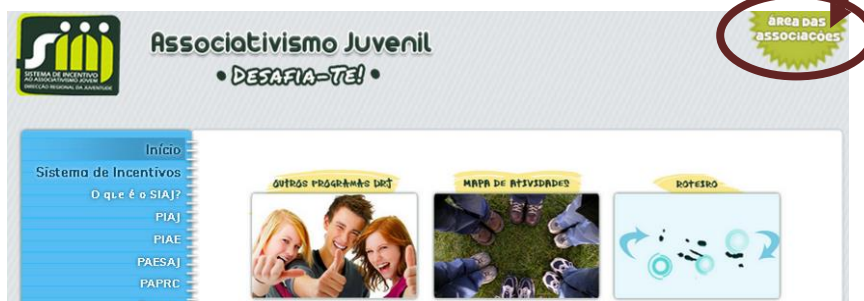 SIAJ
SISTEMA DE INCENTIVO
AO ASSOCIATIVISMO JOVEM
DIRECÇÃO REGIONAL DA JUVENTUDE
Associativismo Juvenil
• DESAFIA-TE! •
ÁREA DAS
ASSOCIAÇÕES
Início
Sistema de Incentivos
O que é o SIAJ?
PIAJ
PIAE
PAESAJ
PAPRC
OUTROS PROGRAMAS DRJ
MAPA DE ATIVIDADES
ROTEIRO